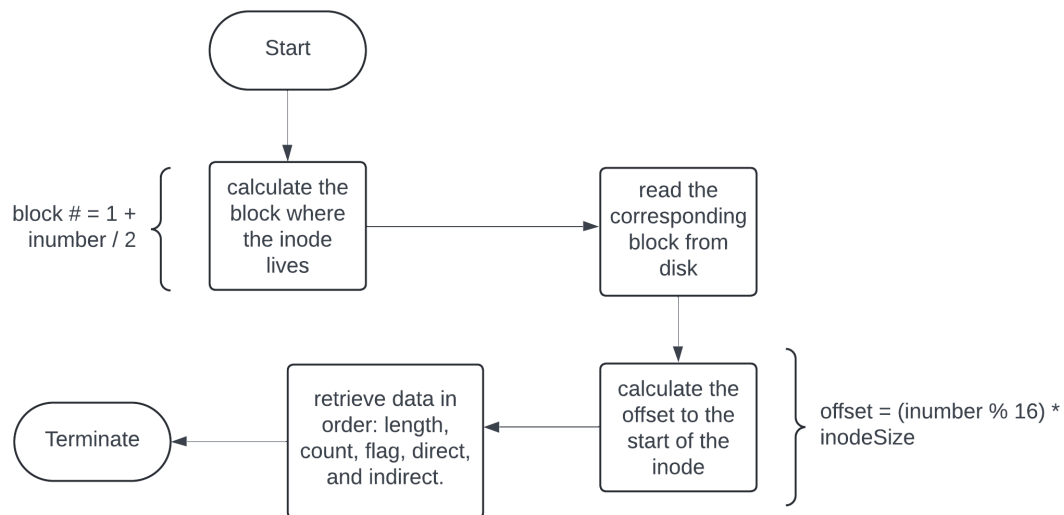 Start
block # = 1 +
inumber / 2
calculate the
block where
the inode
lives
read the
corresponding
block from
disk
calculate the
offset to the
start of the
inode
offset = (inumber % 16) *
inodeSize
retrieve data in
order: length,
count, flag, direct,
and indirect.
Terminate